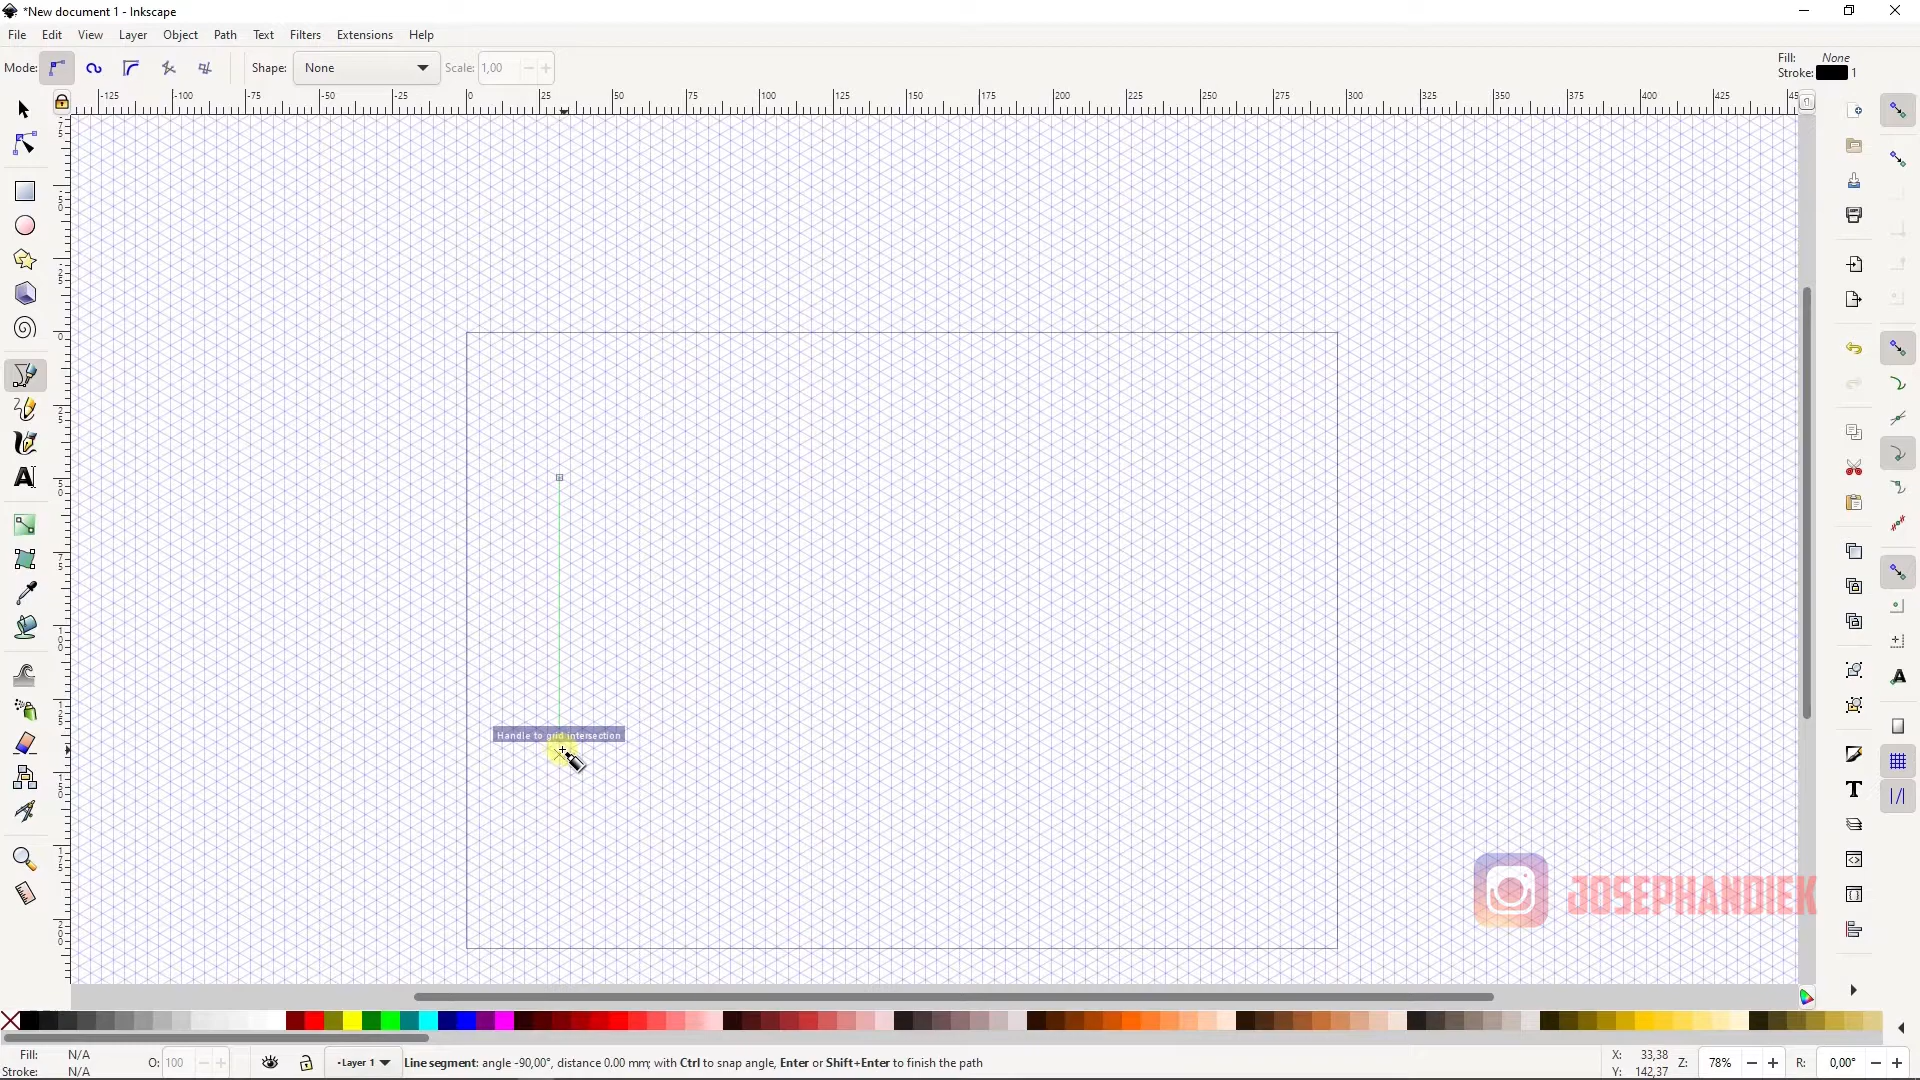 *New document 1 - Inkscape
File Edit View Layer Path Object Path Text Filters Extensions Help
Mode: Shape: None Scale: 1,00 Fill: None
Stroke: 1
-125 -100 -75 -50 -25 0 25 50 75 100 125 150 175 200 225 250 275 300 325 350 375 400 425 45
Handle to grid intersection
JOSEPHANDIEK
Fill: N/A
Stroke: N/A
O: 100
•Layer 1
Line segment: angle -90,00°, distance 0.00 mm; with Ctrl to snap angle, Enter or Shift+Enter to finish the path
X: 33,38
Y: 142,37
Z: 78%
R: 0,00°